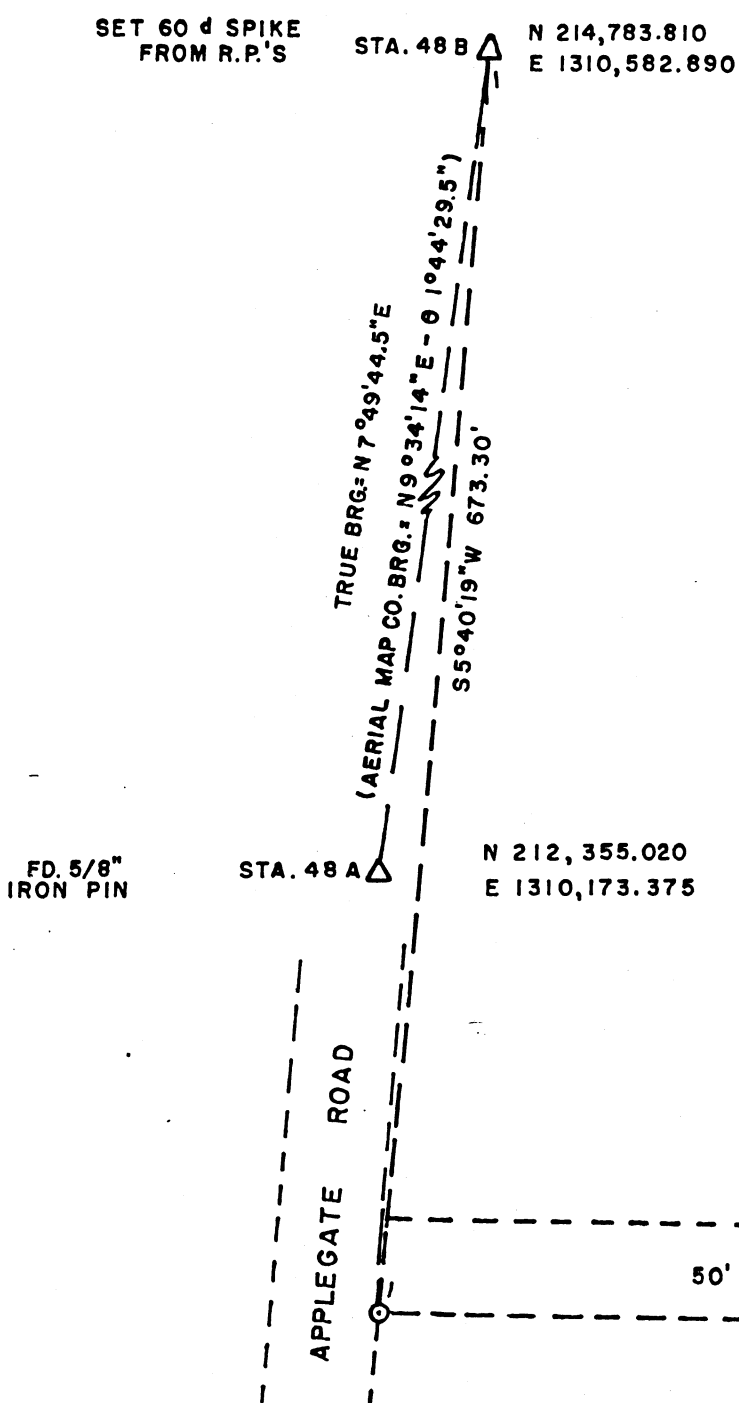 SET 60 d SPIKE
FROM R.P.'S
STA. 48 B
N 214,783.810
E 1310,582.890
TRUE BRG.= N 7°49'44.5"E
(AERIAL MAP CO. BRG.= N 9°34'14" E - θ 1°44'29.5")
S 5°40'19"W 673.30'
FD. 5/8"
IRON PIN
STA. 48 A
N 212,355.020
E 1310,173.375
APPLEGATE ROAD
50'